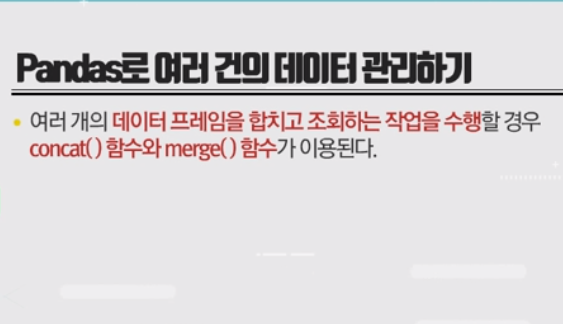 Pandas로 여러 건의 데이터 관리하기
여러 개의 데이터 프레임을 합치고 조회하는 작업을 수행할 경우
concat( ) 함수와 merge( ) 함수가 이용된다.